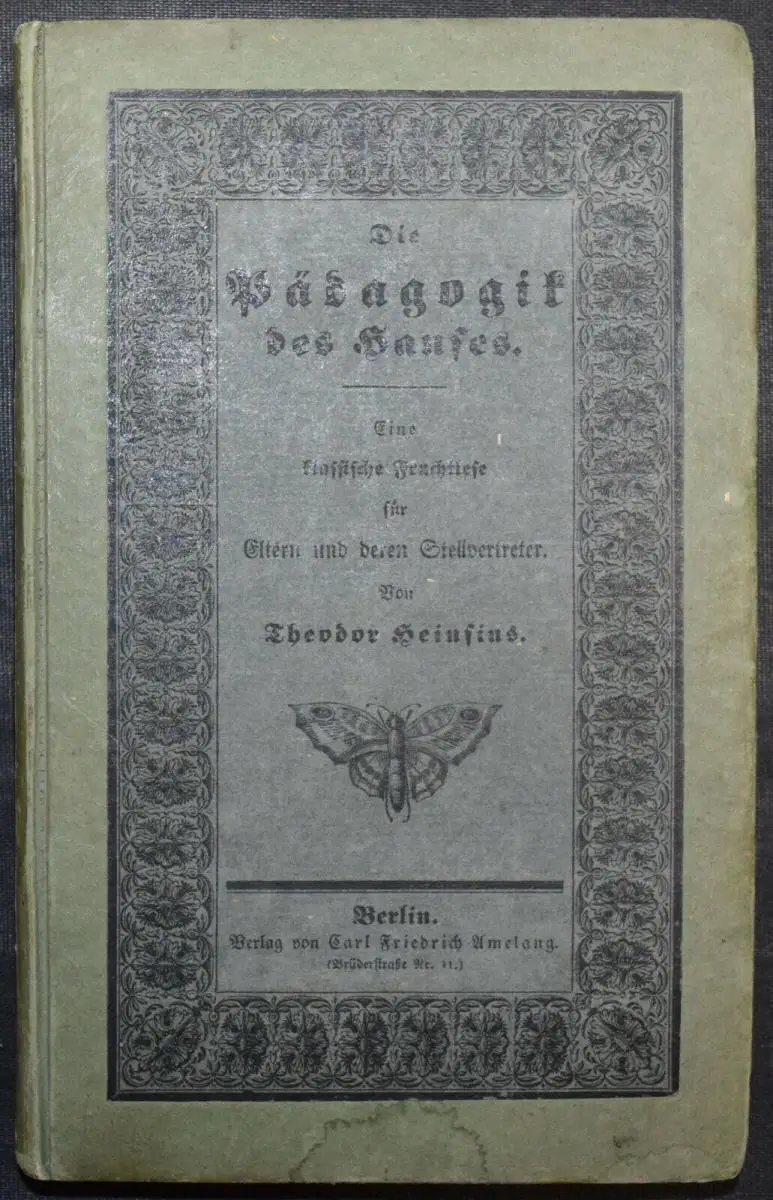 Die
Pädagogik
des Hauses.
Eine
klassische Fruchtlese
für
Eltern und deren Stellvertreter.
Von
Theodor Heinsius.
Berlin.
Verlag von Carl Friedrich Amelang.
(Brüderstraße Nr. 11.)